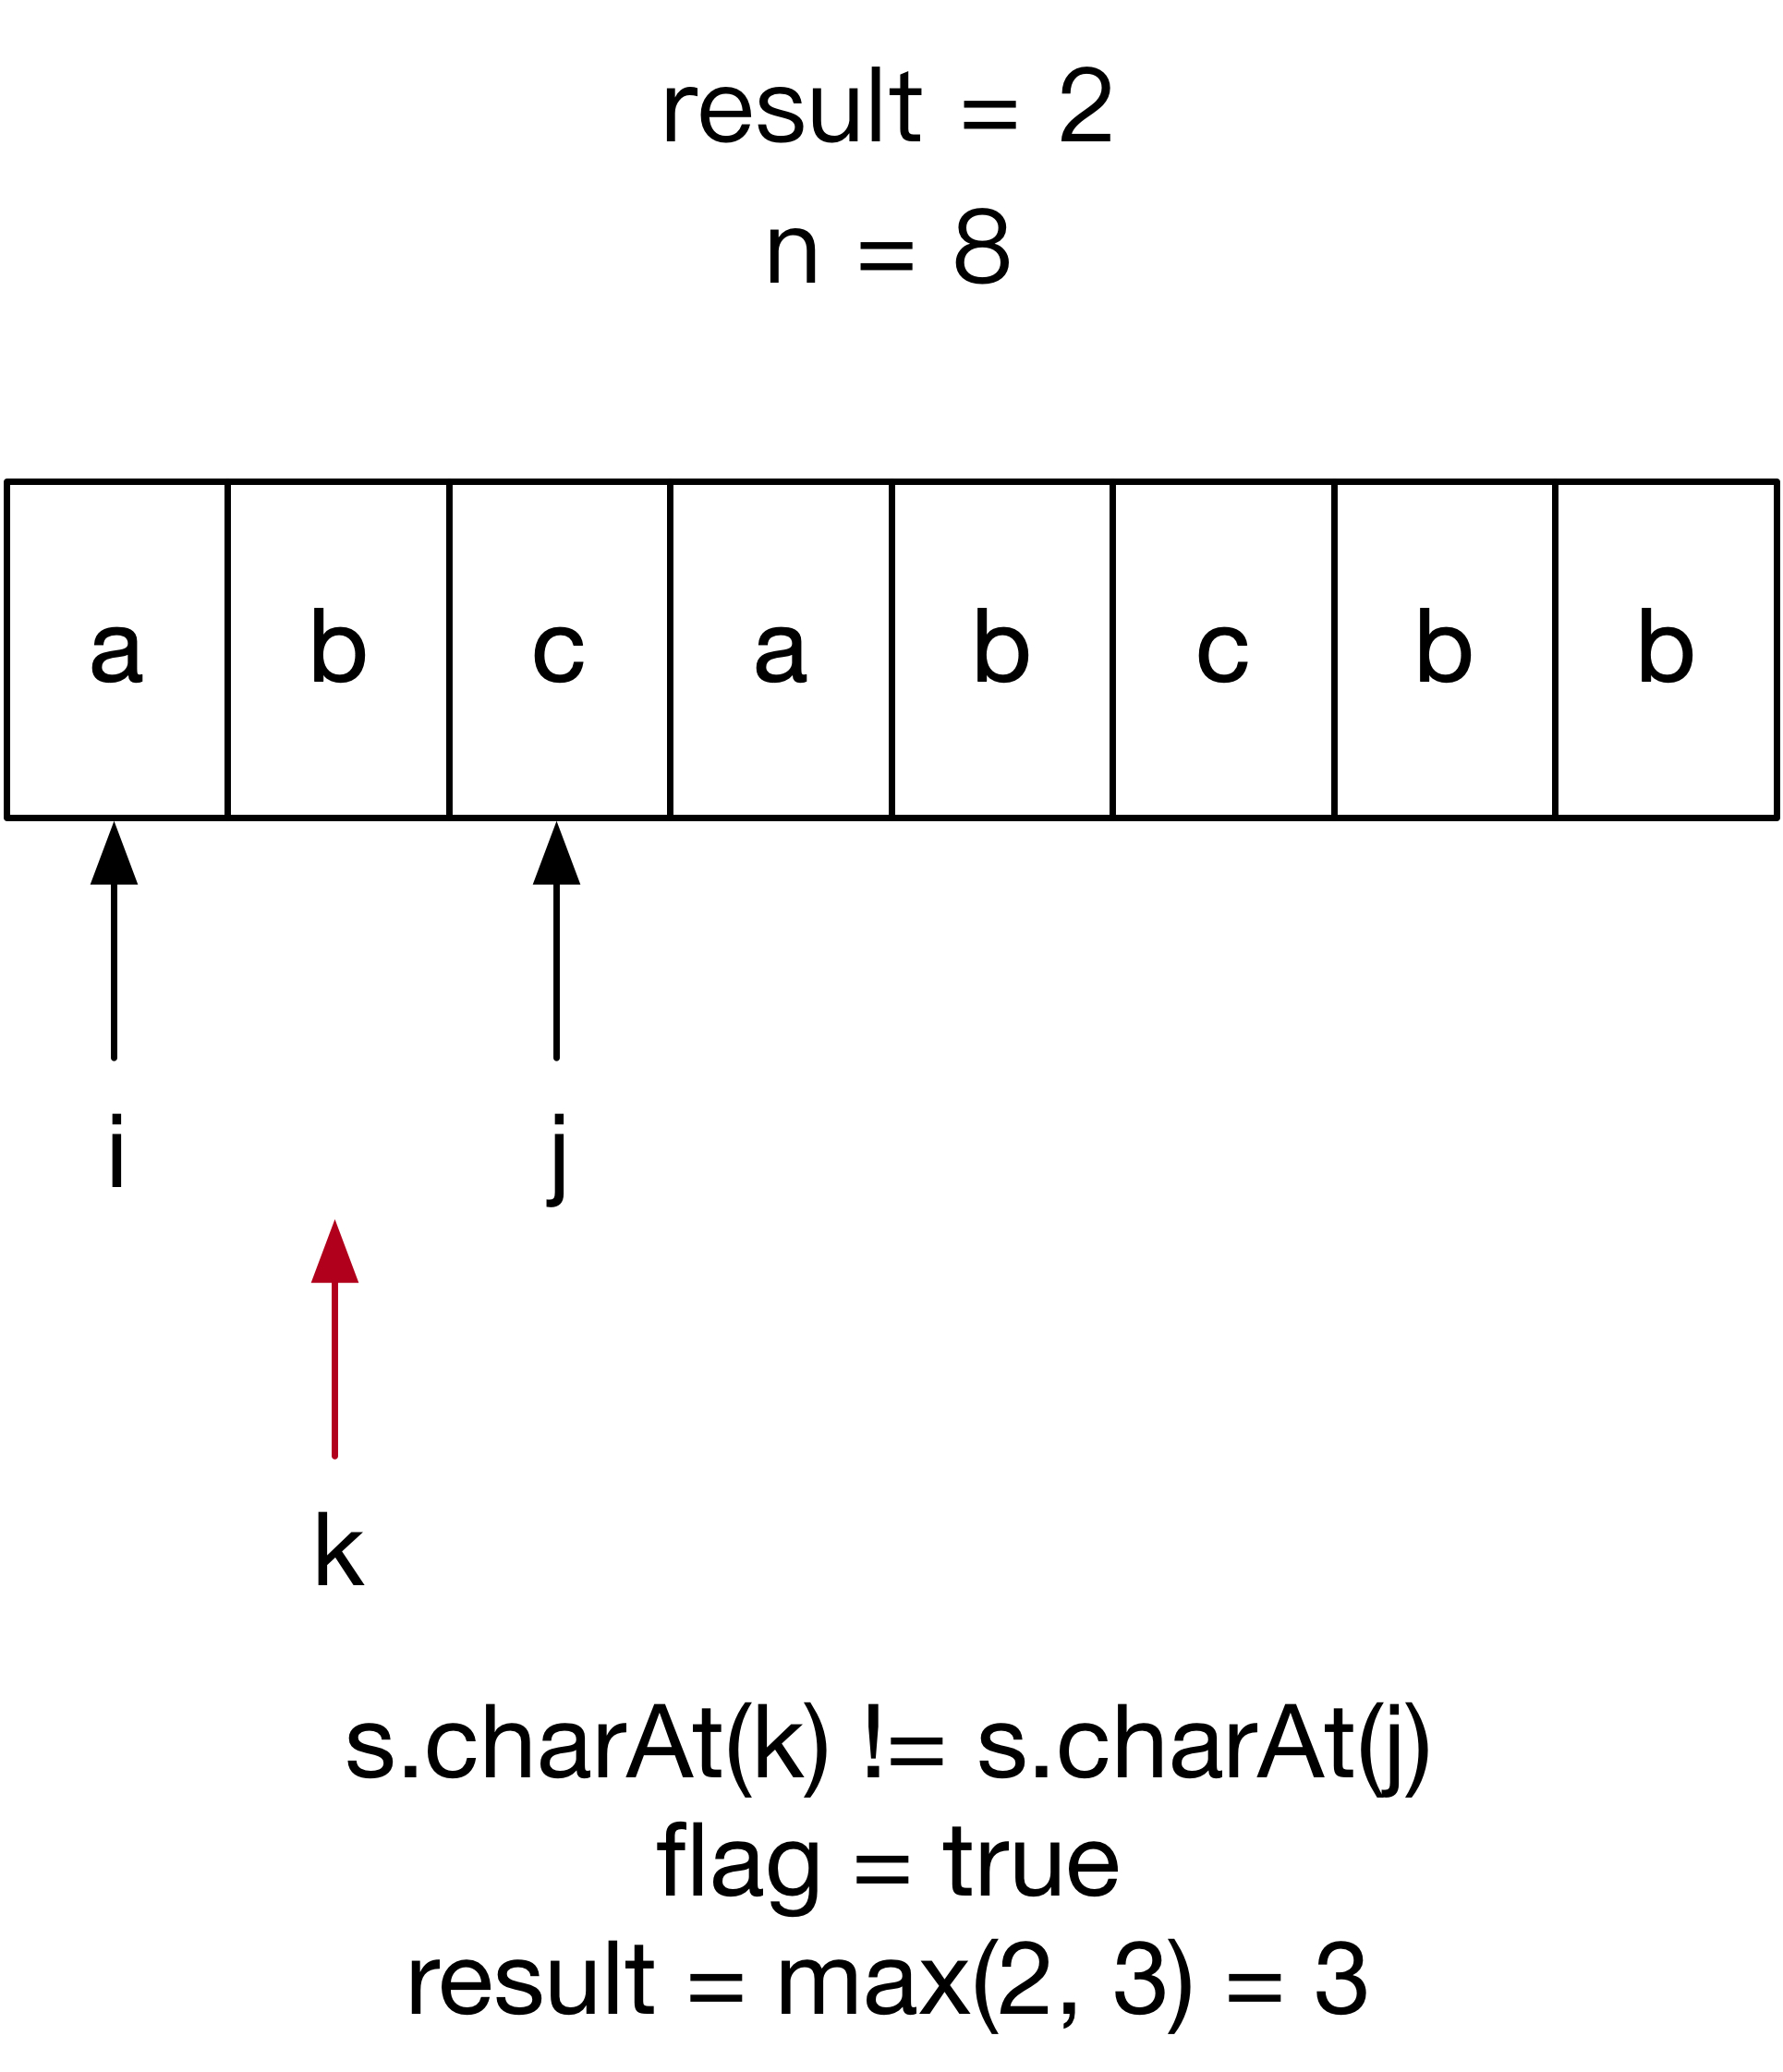 result = 2
n = 8
a b c a b c b b
i j
k
s.charAt(k) != s.charAt(j)
flag = true
result = max(2, 3) = 3